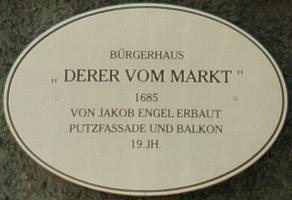 BÜRGERHAUS
„ DERER VOM MARKT "
1685
VON JAKOB ENGEL ERBAUT
PUTZFASSADE UND BALKON
19.JH.